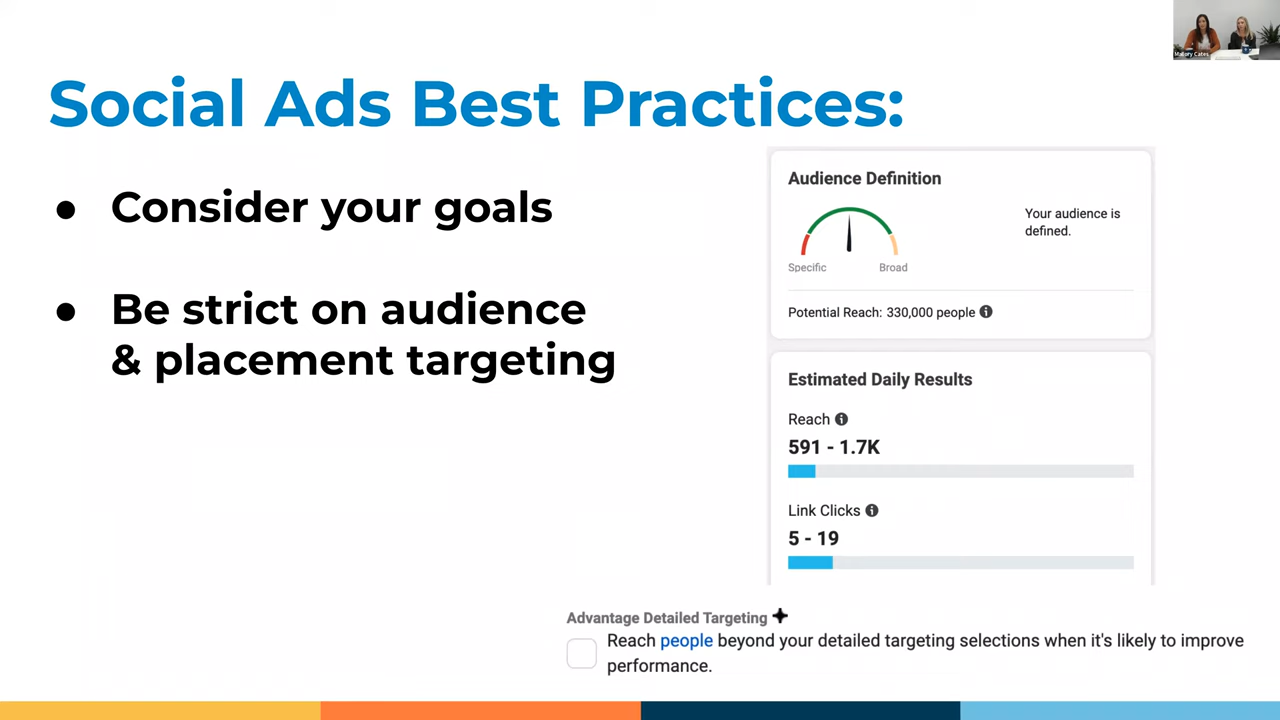 Mallory Cates
Social Ads Best Practices:
● Consider your goals
● Be strict on audience
& placement targeting
Audience Definition
Your audience is
defined.
Specific
Broad
Potential Reach: 330,000 people
Estimated Daily Results
Reach
591 - 1.7K
Link Clicks
5 - 19
Advantage Detailed Targeting
Reach people beyond your detailed targeting selections when it's likely to improve
performance.